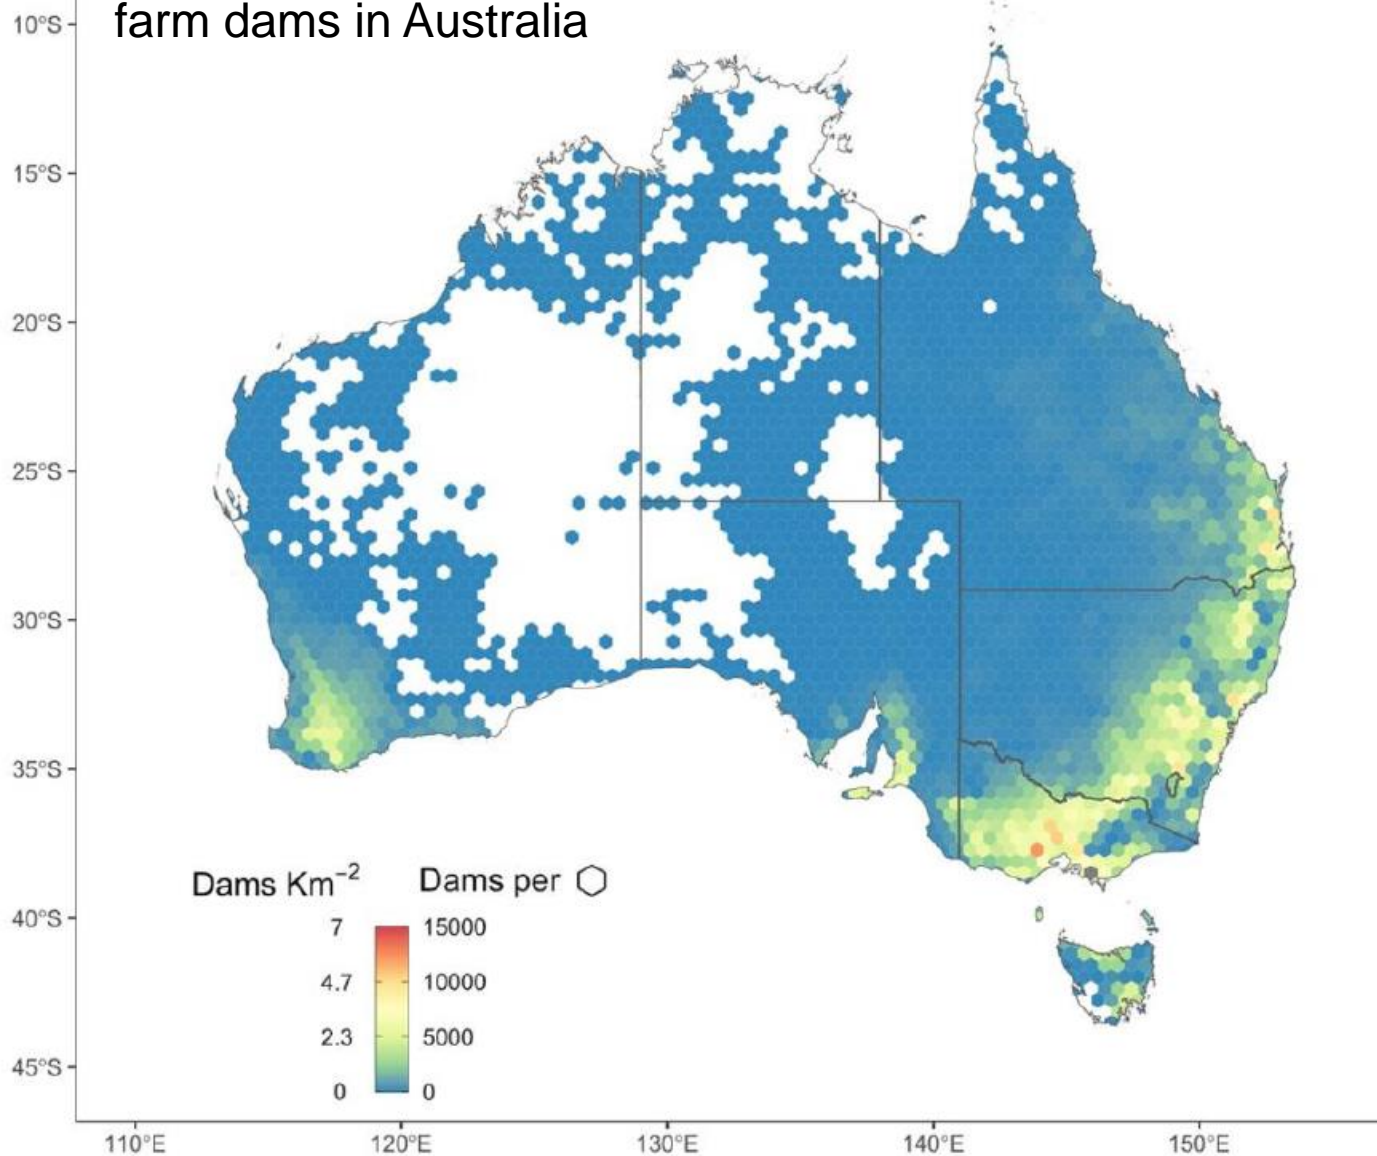 farm dams in Australia
10°S
15°S
20°S
25°S
30°S
35°S
40°S
45°S
Dams Km⁻² Dams per
7 15000
4.7 10000
2.3 5000
0 0
110°E 120°E 130°E 140°E 150°E